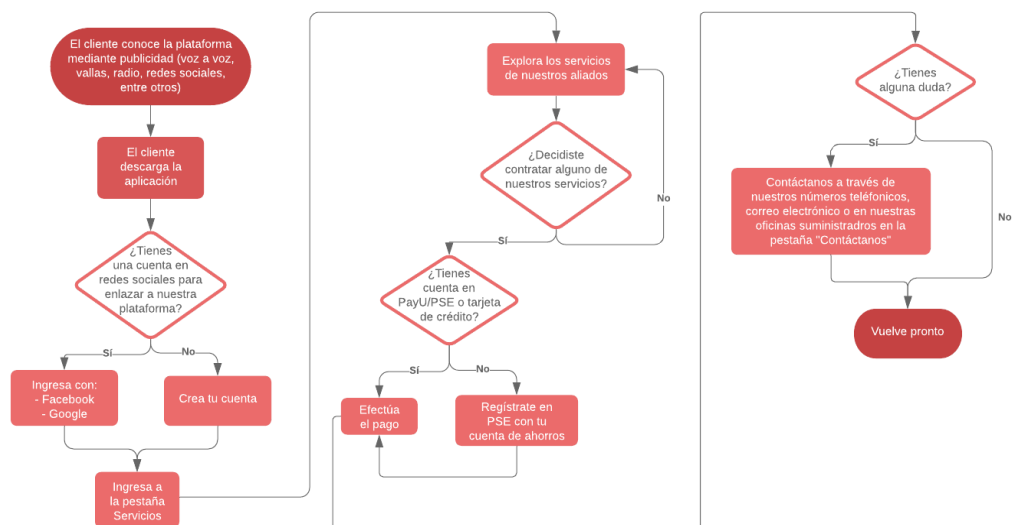 El cliente conoce la plataforma
mediante publicidad (voz a voz,
vallas, radio, redes sociales,
entre otros)
El cliente
descarga la
aplicación
¿Tienes
una cuenta en
redes sociales para
enlazar a nuestra
plataforma?
Sí
No
Ingresa con:
- Facebook
- Google
Crea tu cuenta
Ingresa a
la pestaña
Servicios
Explora los servicios
de nuestros aliados
¿Decidiste
contratar alguno de
nuestros servicios?
No
Sí
¿Tienes
cuenta en
PayU/PSE o tarjeta
de crédito?
Sí
No
Efectúa
el pago
Regístrate en
PSE con tu
cuenta de ahorros
¿Tienes
alguna duda?
Sí
No
Contáctanos a través de
nuestros números teléfonicos,
correo electrónico o en nuestras
oficinas suministradros en la
pestaña "Contáctanos"
Vuelve pronto